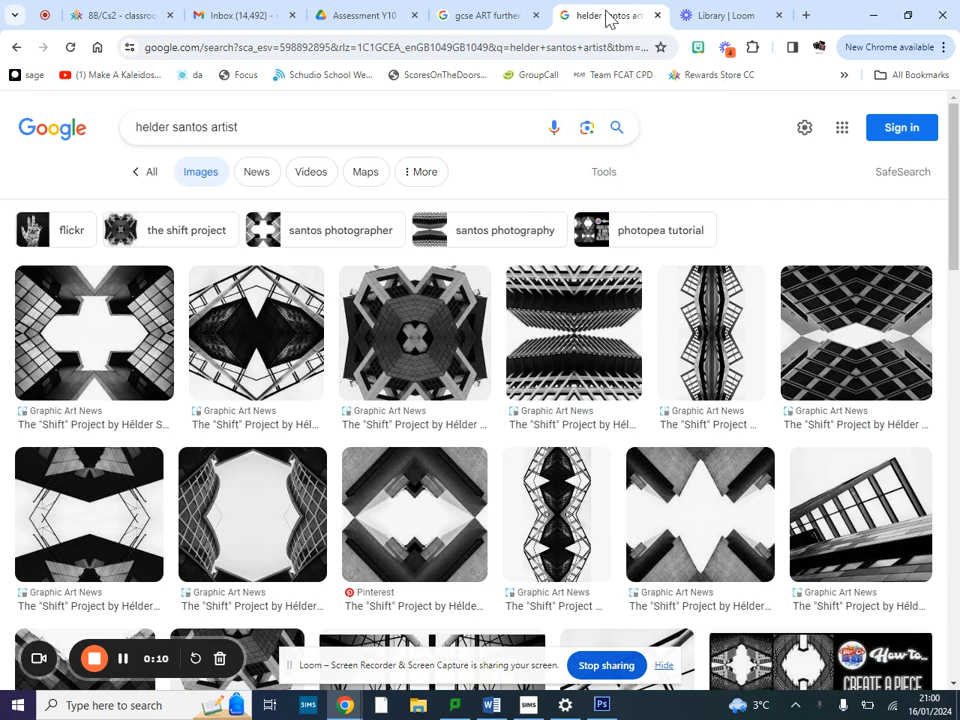 8B/Cs2 - classroo
Inbox (14,492) -
Assessment Y10 -
gcse ART further
helder santos art
Library | Loom
google.com/search?sca_esv=598892895&rlz=1C1GCEA_enGB1049GB1049&q=helder+santos+artist&tbm=...
4
New Chrome available
sage
(1) Make A Kaleidos...
da
Focus
Schudio School We...
ScoresOnTheDoors...
GroupCall
FCAT Team FCAT CPD
Rewards Store CC
»
All Bookmarks
Google
helder santos artist
Sign in
All
Images
News
Videos
Maps
More
Tools
SafeSearch
flickr
the shift project
santos photographer
santos photography
photopea tutorial
Graphic Art News
Graphic Art News
Graphic Art News
Graphic Art News
Graphic Art News
Graphic Art News
The "Shift" Project by Hélder S...
The "Shift" Project by Hél...
The "Shift" Project by Hélder ...
The "Shift" Project by Hél...
The "Shift" Project ...
The "Shift" Project by Hélder ...
Graphic Art News
Graphic Art News
Pinterest
Graphic Art News
Graphic Art News
Graphic Art News
The "Shift" Project by Hélder...
The "Shift" Project by Hélder...
The "Shift" Project by Hélde...
The "Shift" Project ...
The "Shift" Project by Hélder...
The "Shift" Project by Héld...
0:10
Loom – Screen Recorder & Screen Capture is sharing your screen.
Stop sharing
Hide
How To...
CREATE A PIECE
Type here to search
SIMS
SIMS
Ps
3°C
21:00
16/01/2024